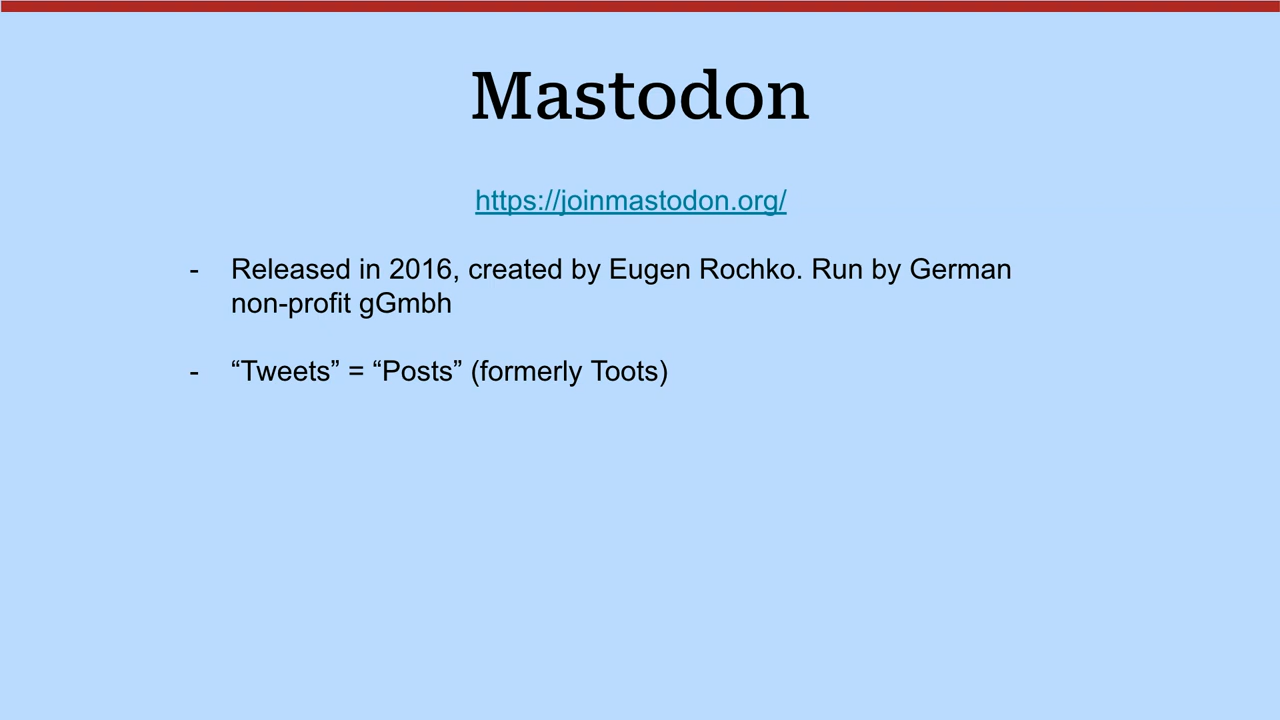 Mastodon
https://joinmastodon.org/
- Released in 2016, created by Eugen Rochko. Run by German
non-profit gGmbh
- “Tweets” = “Posts” (formerly Toots)